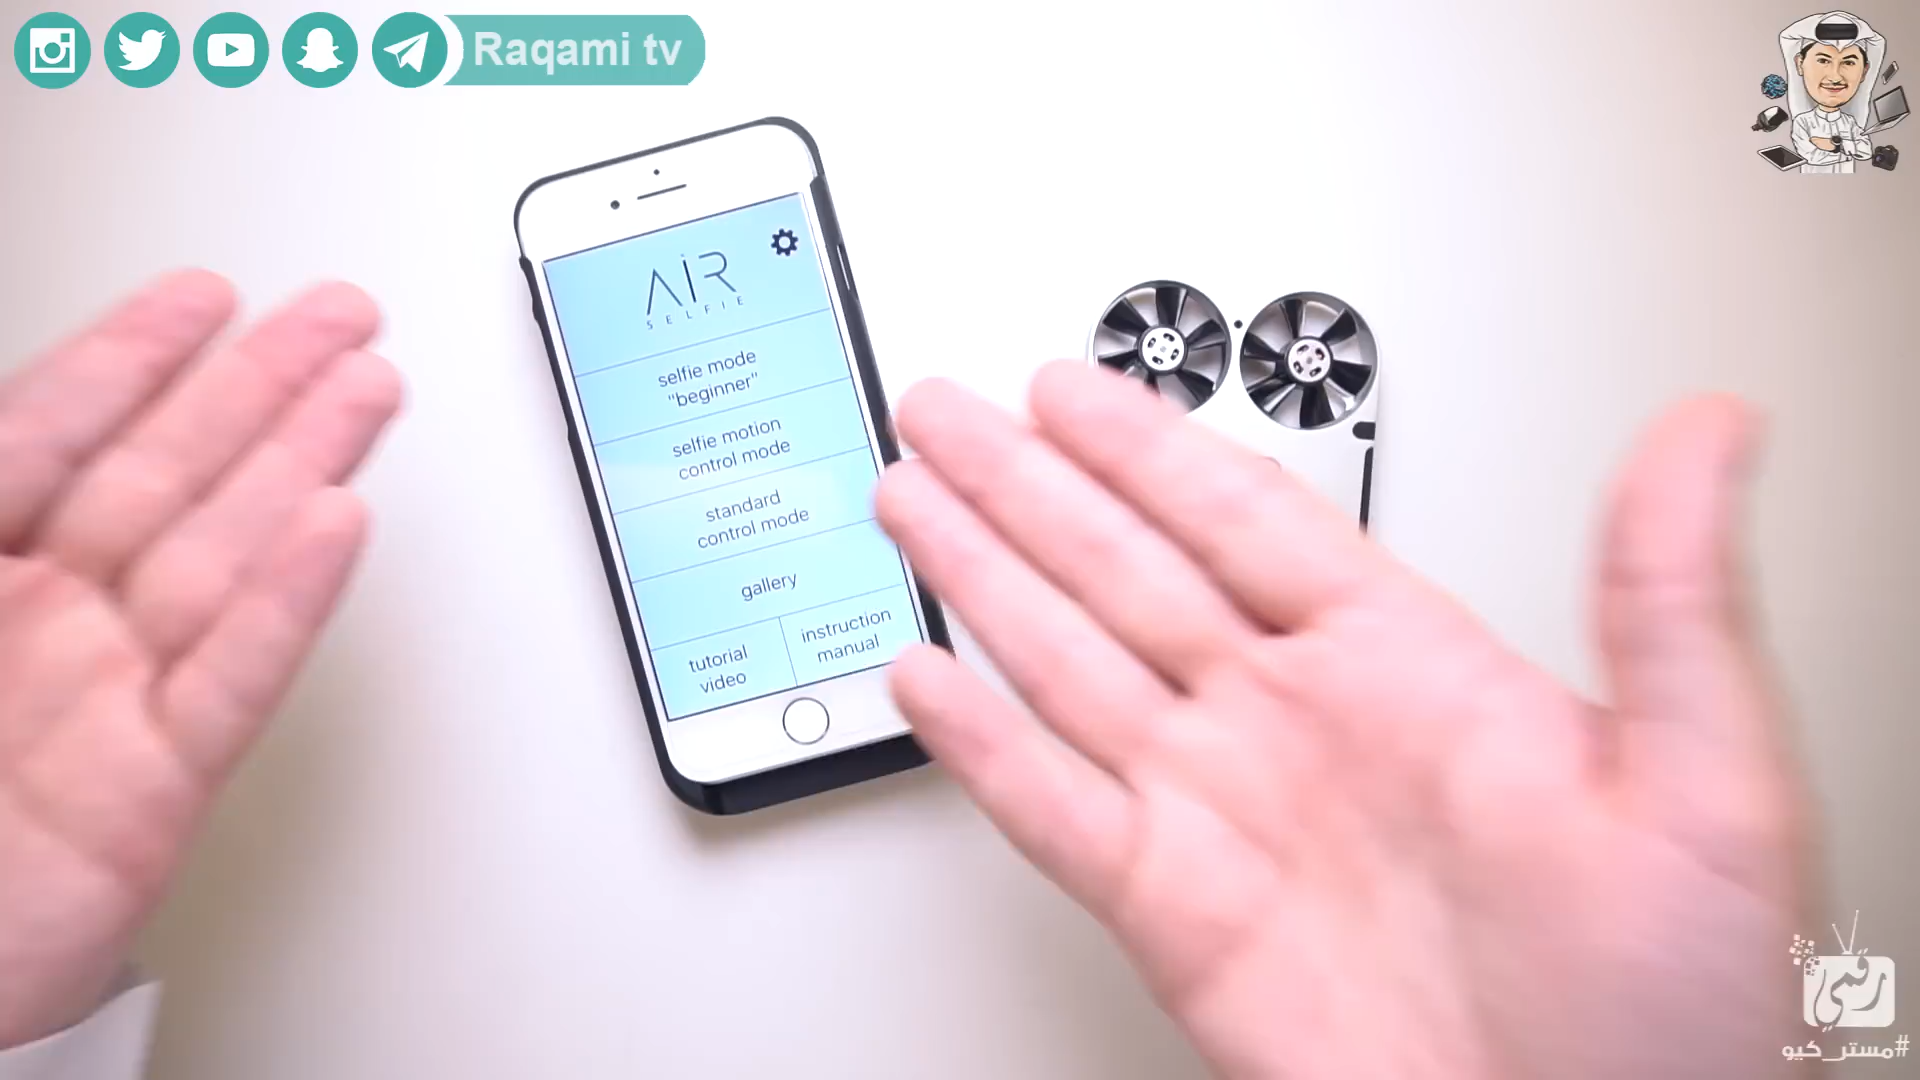 Raqami tv
AIR
SELFIE
selfie mode
"beginner"
selfie motion
control mode
standard
control mode
gallery
tutorial
video
instruction
manual
رقمي
#مستر_كيو